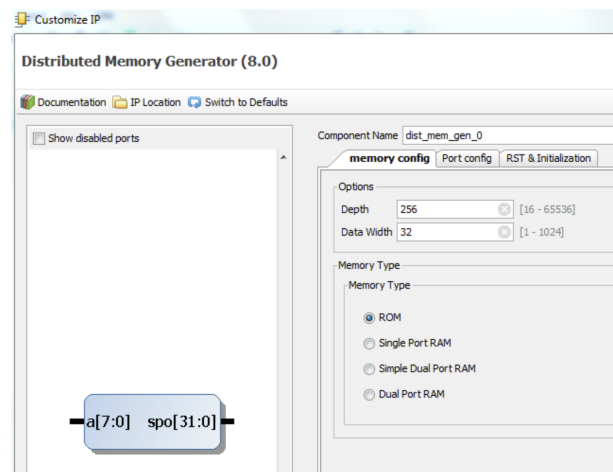 Customize IP
Distributed Memory Generator (8.0)
Documentation IP Location Switch to Defaults
Show disabled ports
a[7:0] spo[31:0]
Component Name dist_mem_gen_0
memory config Port config RST & Initialization
Options
Depth 256 [16 - 65536]
Data Width 32 [1 - 1024]
Memory Type
Memory Type
ROM
Single Port RAM
Simple Dual Port RAM
Dual Port RAM